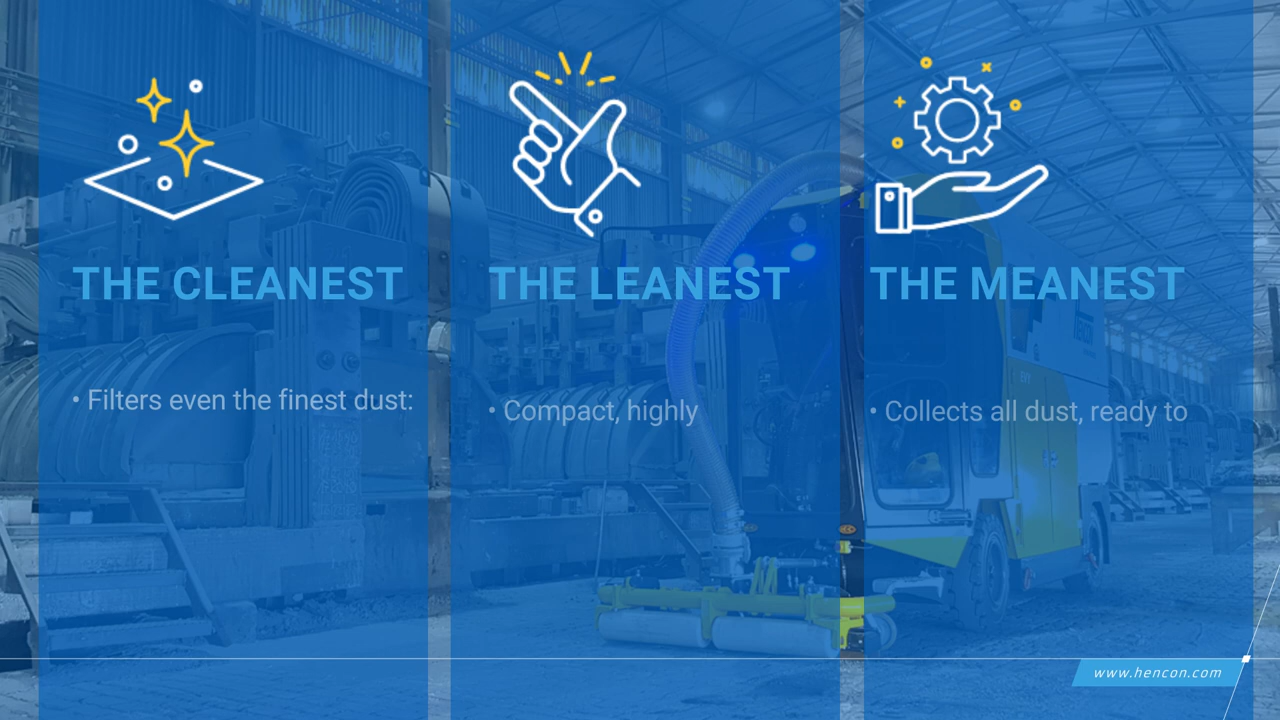 THE CLEANEST
• Filters even the finest dust:
THE LEANEST
• Compact, highly
THE MEANEST
• Collects all dust, ready to
www.hencon.com